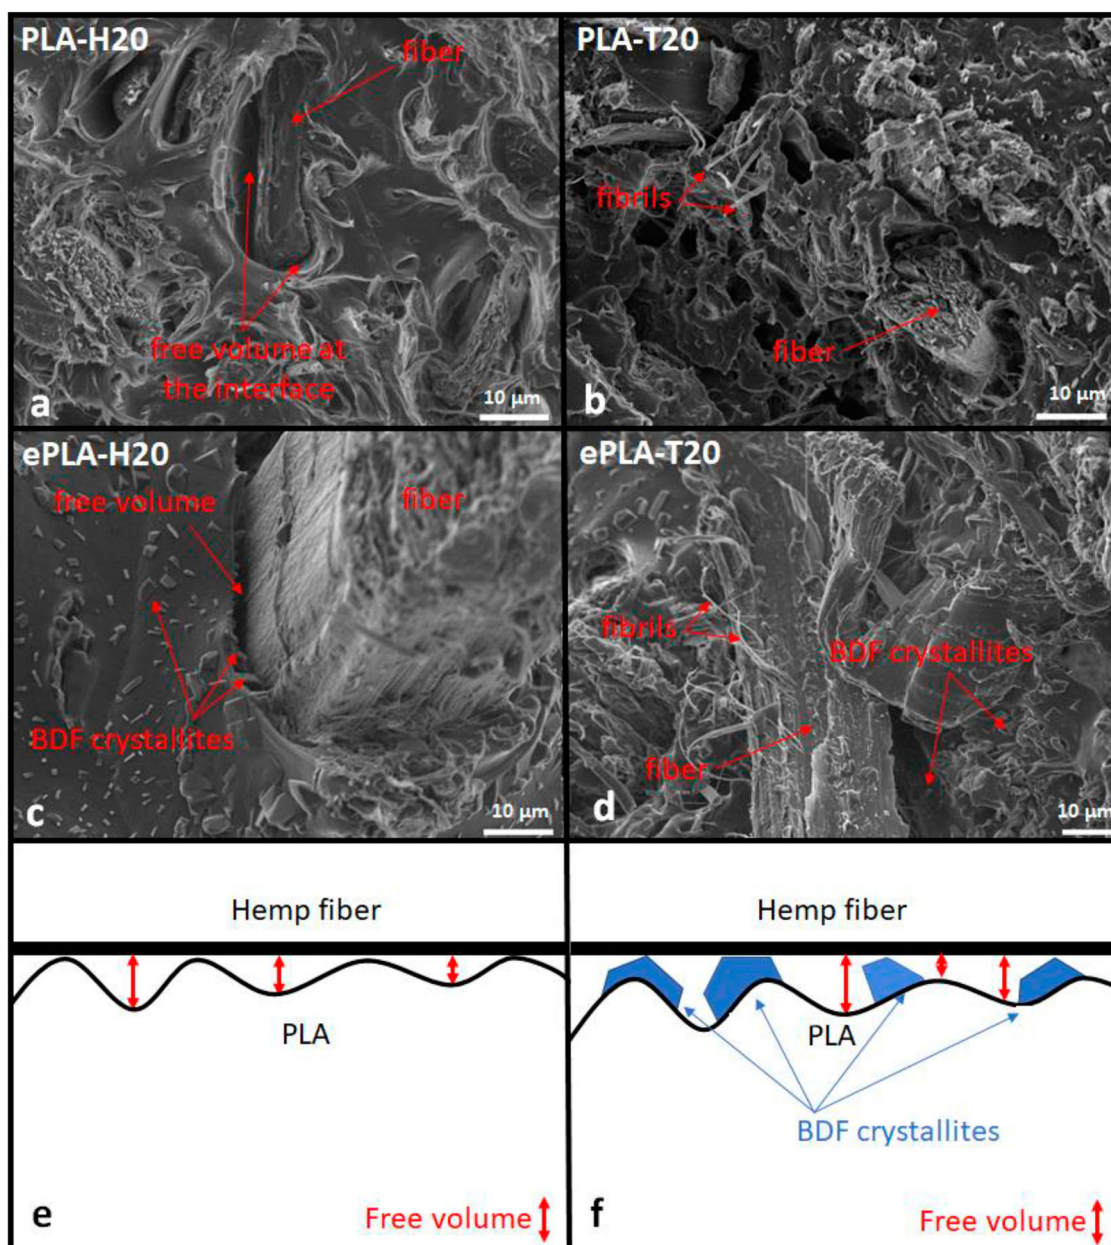 PLA-H20
fiber
free volume at
the interface
a
10 µm
PLA-T20
fibrils
fiber
b
10 µm
ePLA-H20
free volume
fiber
BDF crystallites
c
10 µm
ePLA-T20
fibrils
BDF crystallites
fiber
d
10 µm
Hemp fiber
PLA
e
Free volume
Hemp fiber
PLA
BDF crystallites
f
Free volume